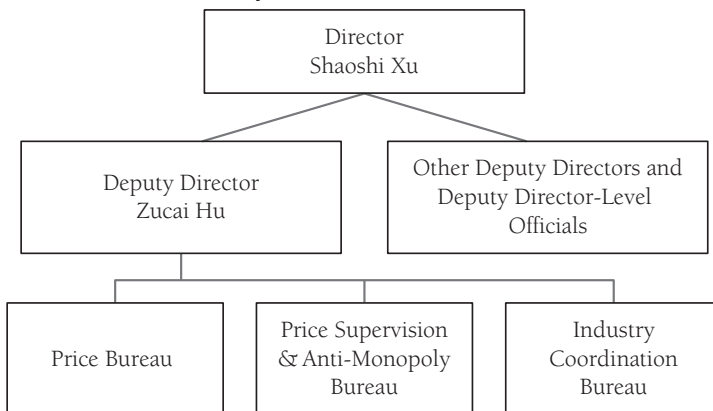 Director
Shaoshi Xu
Deputy Director
Zucai Hu
Other Deputy Directors and
Deputy Director-Level
Officials
Price Bureau
Price Supervision
& Anti-Monopoly
Bureau
Industry
Coordination
Bureau